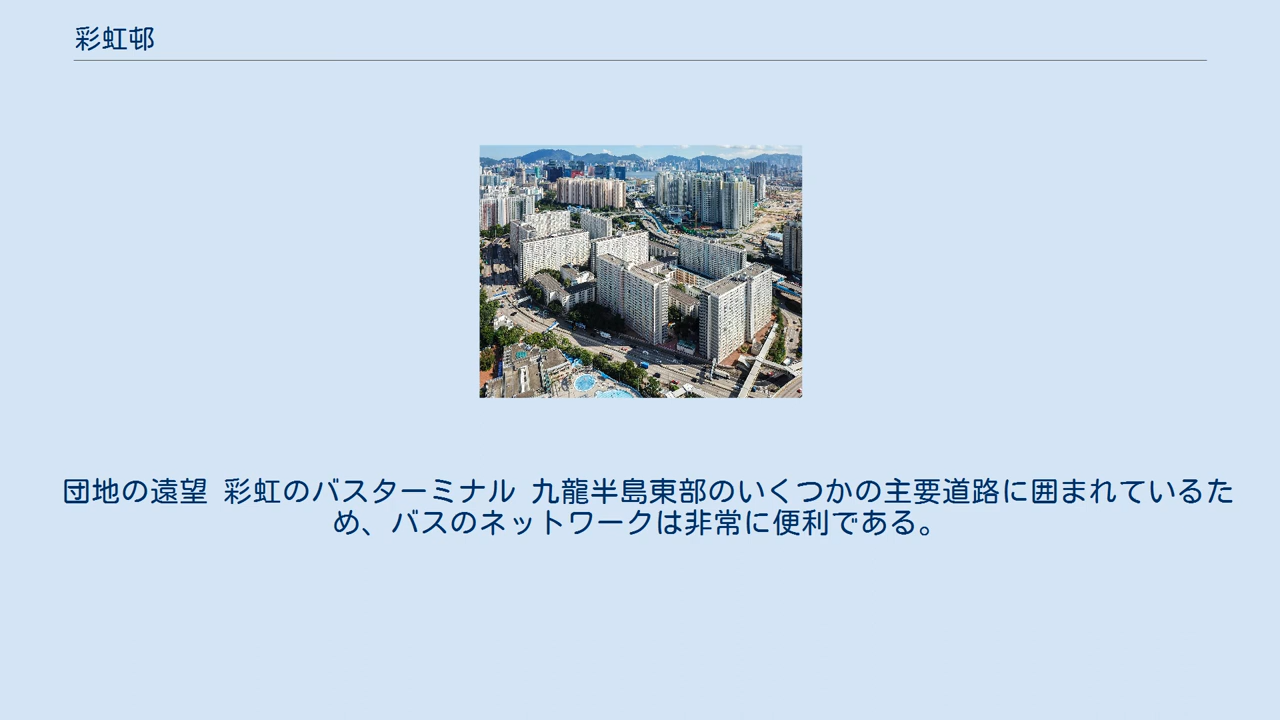 彩虹邨
団地の遠望 彩虹のバスターミナル 九龍半島東部のいくつかの主要道路に囲まれているた
め、バスのネットワークは非常に便利である。